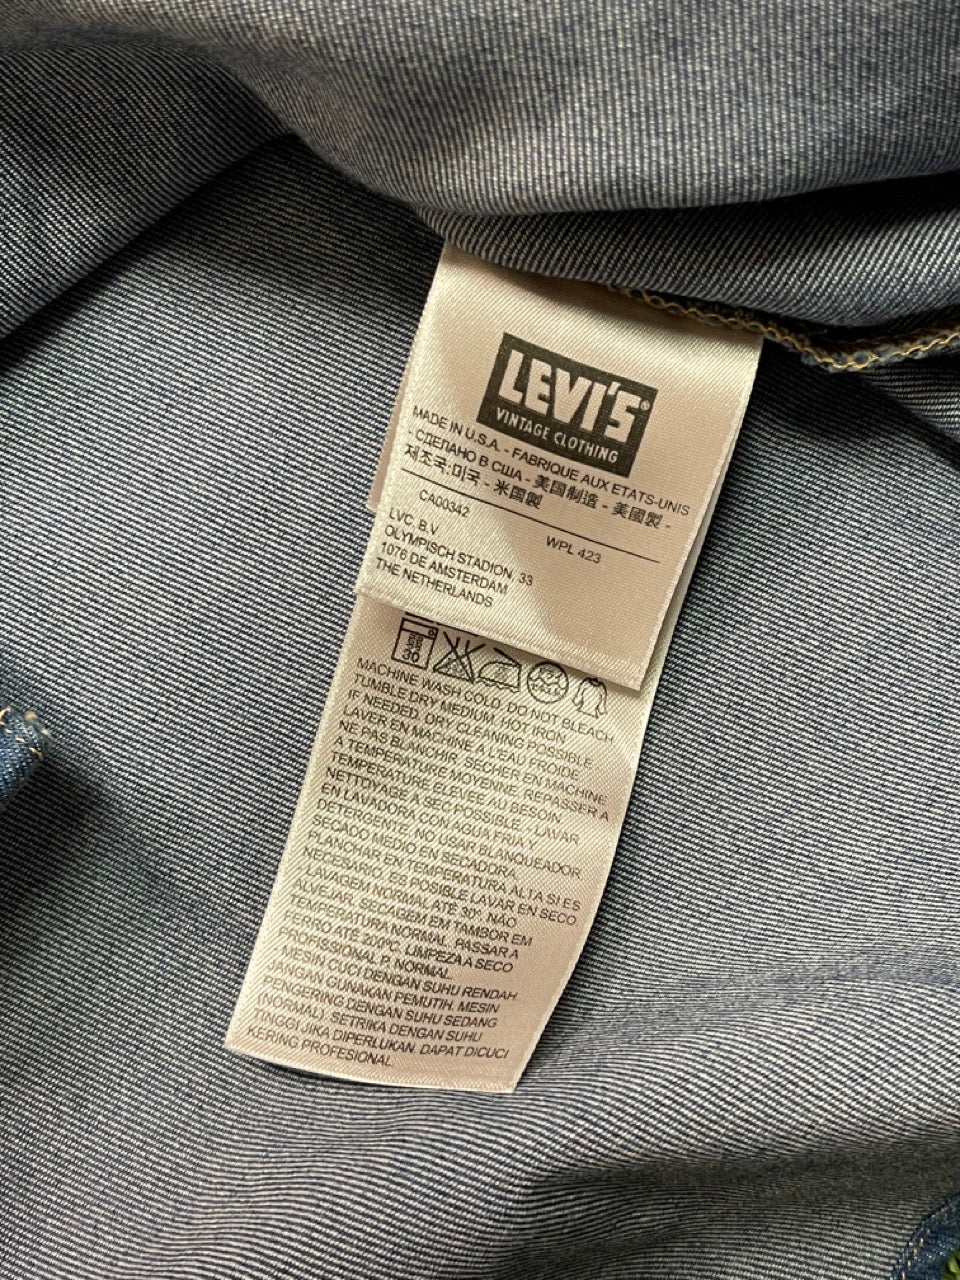 LEVI'S®
VINTAGE CLOTHING
MADE IN U.S.A. - FABRIQUE AUX ETATS-UNIS
- СДЕЛАНО В США - 美国制造 - 美國製 -
제조국:미국 - 米国製
CA00342 WPL 423
LVC, B.V
OLYMPISCH STADION, 33
1076 DE AMSTERDAM
THE NETHERLANDS
MACHINE WASH COLD. DO NOT BLEACH.
TUMBLE DRY MEDIUM. HOT IRON
IF NEEDED. DRY CLEANING POSSIBLE.
LAVER EN MACHINE A L'EAU FROIDE
NE PAS BLANCHIR. SECHER EN MACHINE
A TEMPERATURE MOYENNE. REPASSER A
TEMPERATURE ELEVEE AU BESOIN
NETTOYAGE A SEC POSSIBLE. - LAVAR
EN LAVADORA CON AGUA FRIA Y
DETERGENTE. NO USAR BLANQUEADOR
SECADO MEDIO EN SECADORA.
PLANCHAR EN TEMPERATURA ALTA SI ES
NECESARIO. ES POSIBLE LAVAR EN SECO
LAVAGEM NORMAL ATÉ 30º. NÃO
ALVEJAR, SECAGEM EM TAMBOR EM
TEMPERATURA NORMAL. PASSAR A
FERRO ATÉ 200ºC. LIMPEZA A SECO
PROFISSIONAL P. NORMAL.
MESIN CUCI DENGAN SUHU RENDAH.
JANGAN GUNAKAN PEMUTIH. MESIN
PENGERING DENGAN SUHU SEDANG
(NORMAL). SETRIKA DENGAN SUHU
TINGGI JIKA DIPERLUKAN. DAPAT DICUCI
KERING PROFESIONAL.